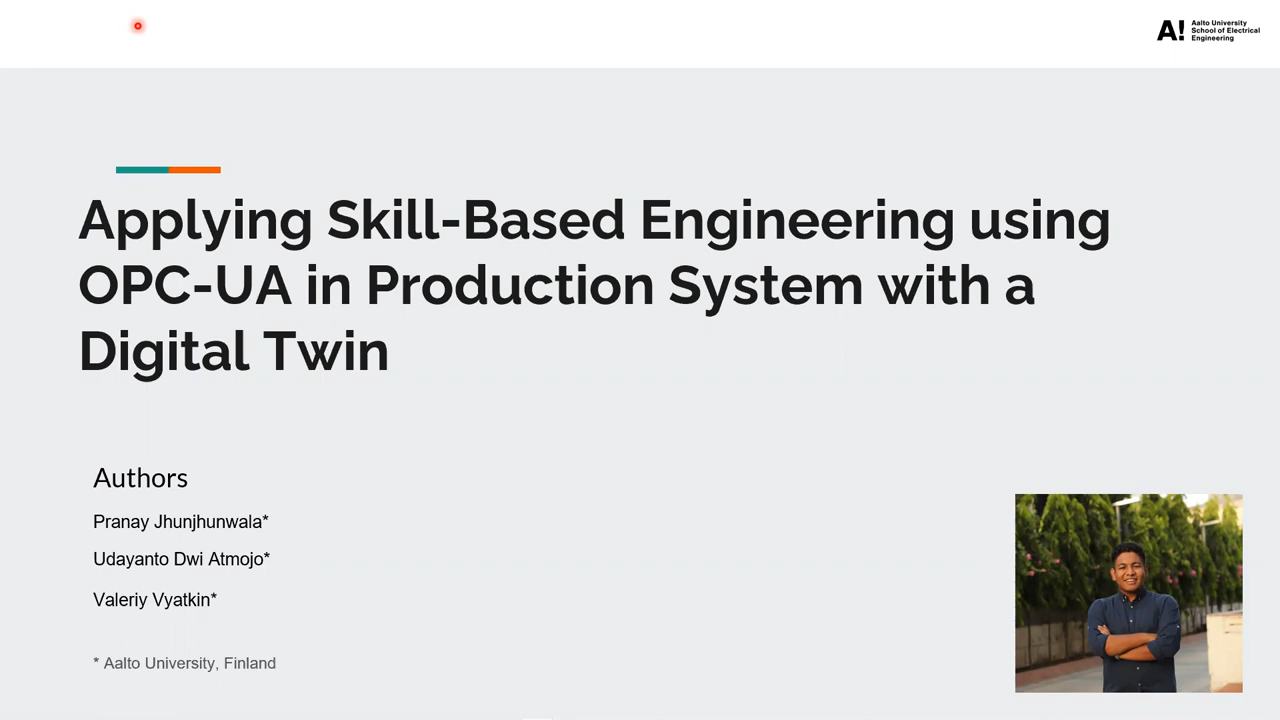 A! Aalto University
School of Electrical
Engineering
Applying Skill-Based Engineering using
OPC-UA in Production System with a
Digital Twin
Authors
Pranay Jhunjhunwala*
Udayanto Dwi Atmojo*
Valeriy Vyatkin*
* Aalto University, Finland